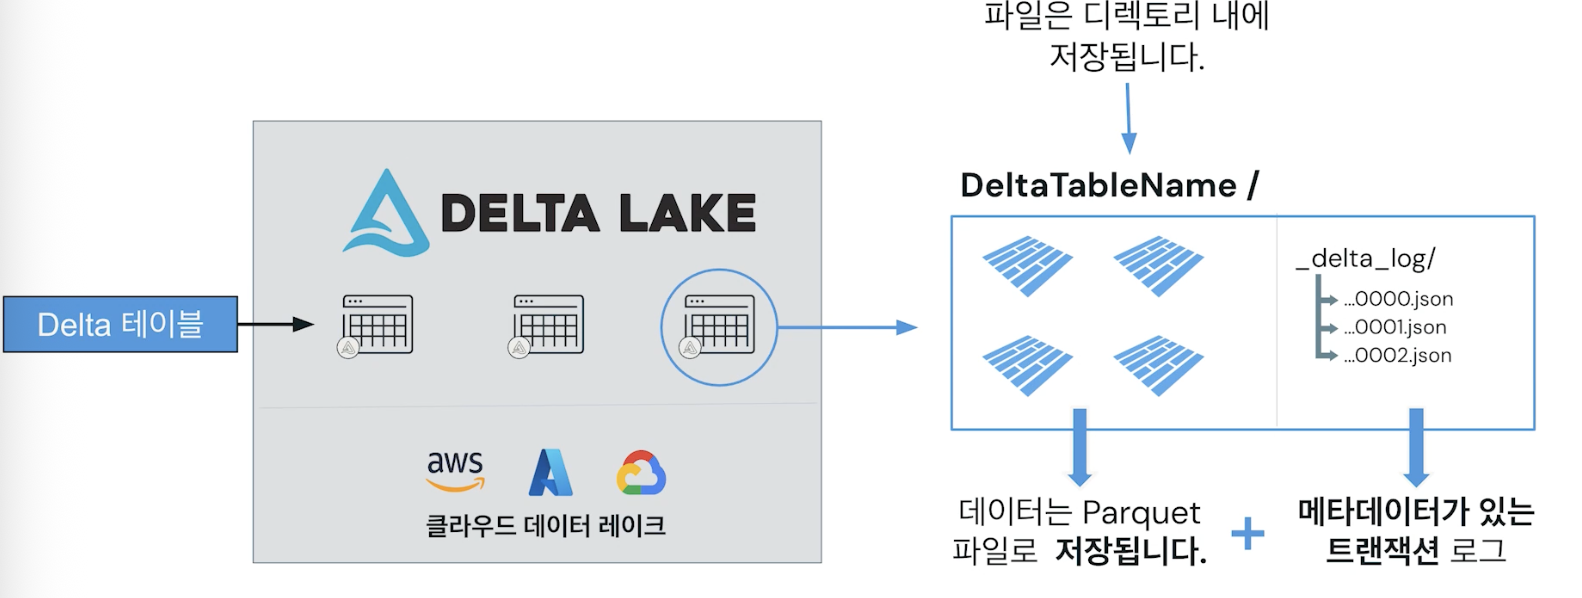 파일은 디렉토리 내에
저장됩니다.
DeltaTableName /
DELTA LAKE
Delta 테이블
_delta_log/
...0000.json
...0001.json
...0002.json
aws
클라우드 데이터 레이크
데이터는 Parquet
파일로 저장됩니다.
+
메타데이터가 있는
트랜잭션 로그